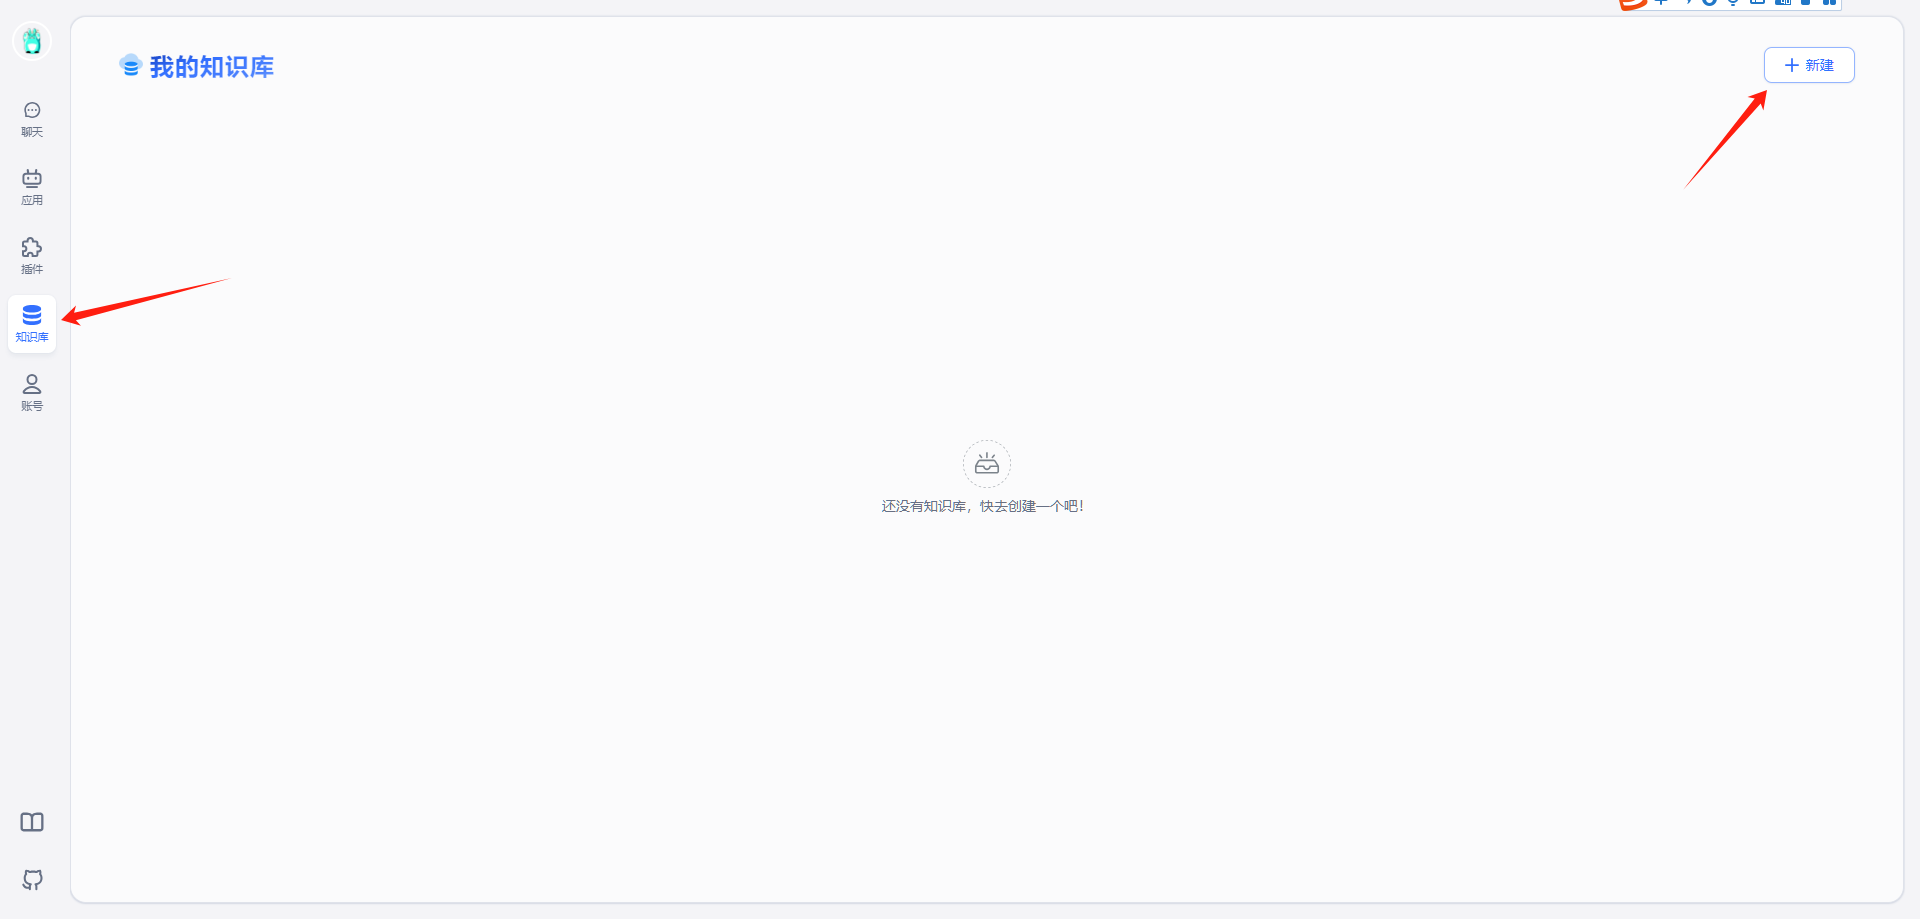 我的知识库
新建
聊天
应用
插件
知识库
账号
还没有知识库，快去创建一个吧！